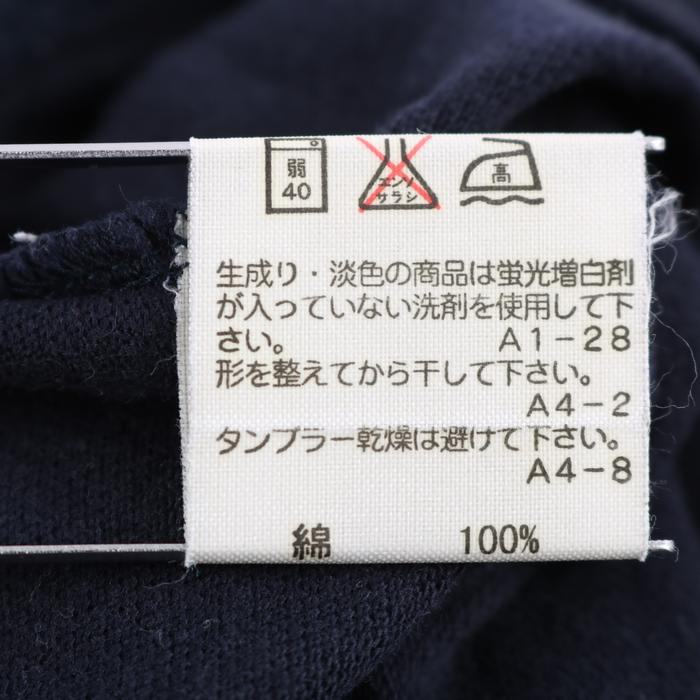 弱
40
エンソ
サラシ
高
生成り・淡色の商品は蛍光増白剤
が入っていない洗剤を使用して下
さい。 A1-28
形を整えてから干して下さい。
A4-2
タンブラー乾燥は避けて下さい。
A4-8
綿 100%